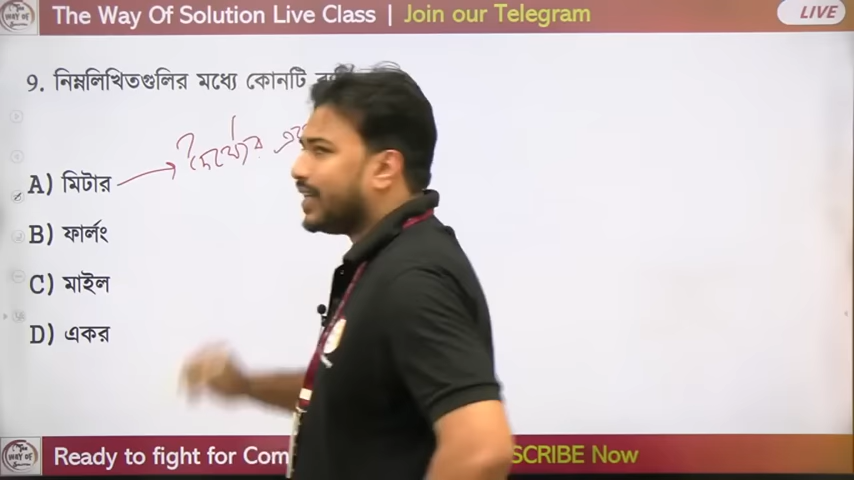 The Way Of Solution Live Class | Join our Telegram
LIVE
9. নিম্নলিখিতগুলির মধ্যে কোনটি
দৈর্ঘ্যের
A) মিটার
B) ফার্লং
C) মাইল
D) একর
Ready to fight for Com
SCRIBE Now